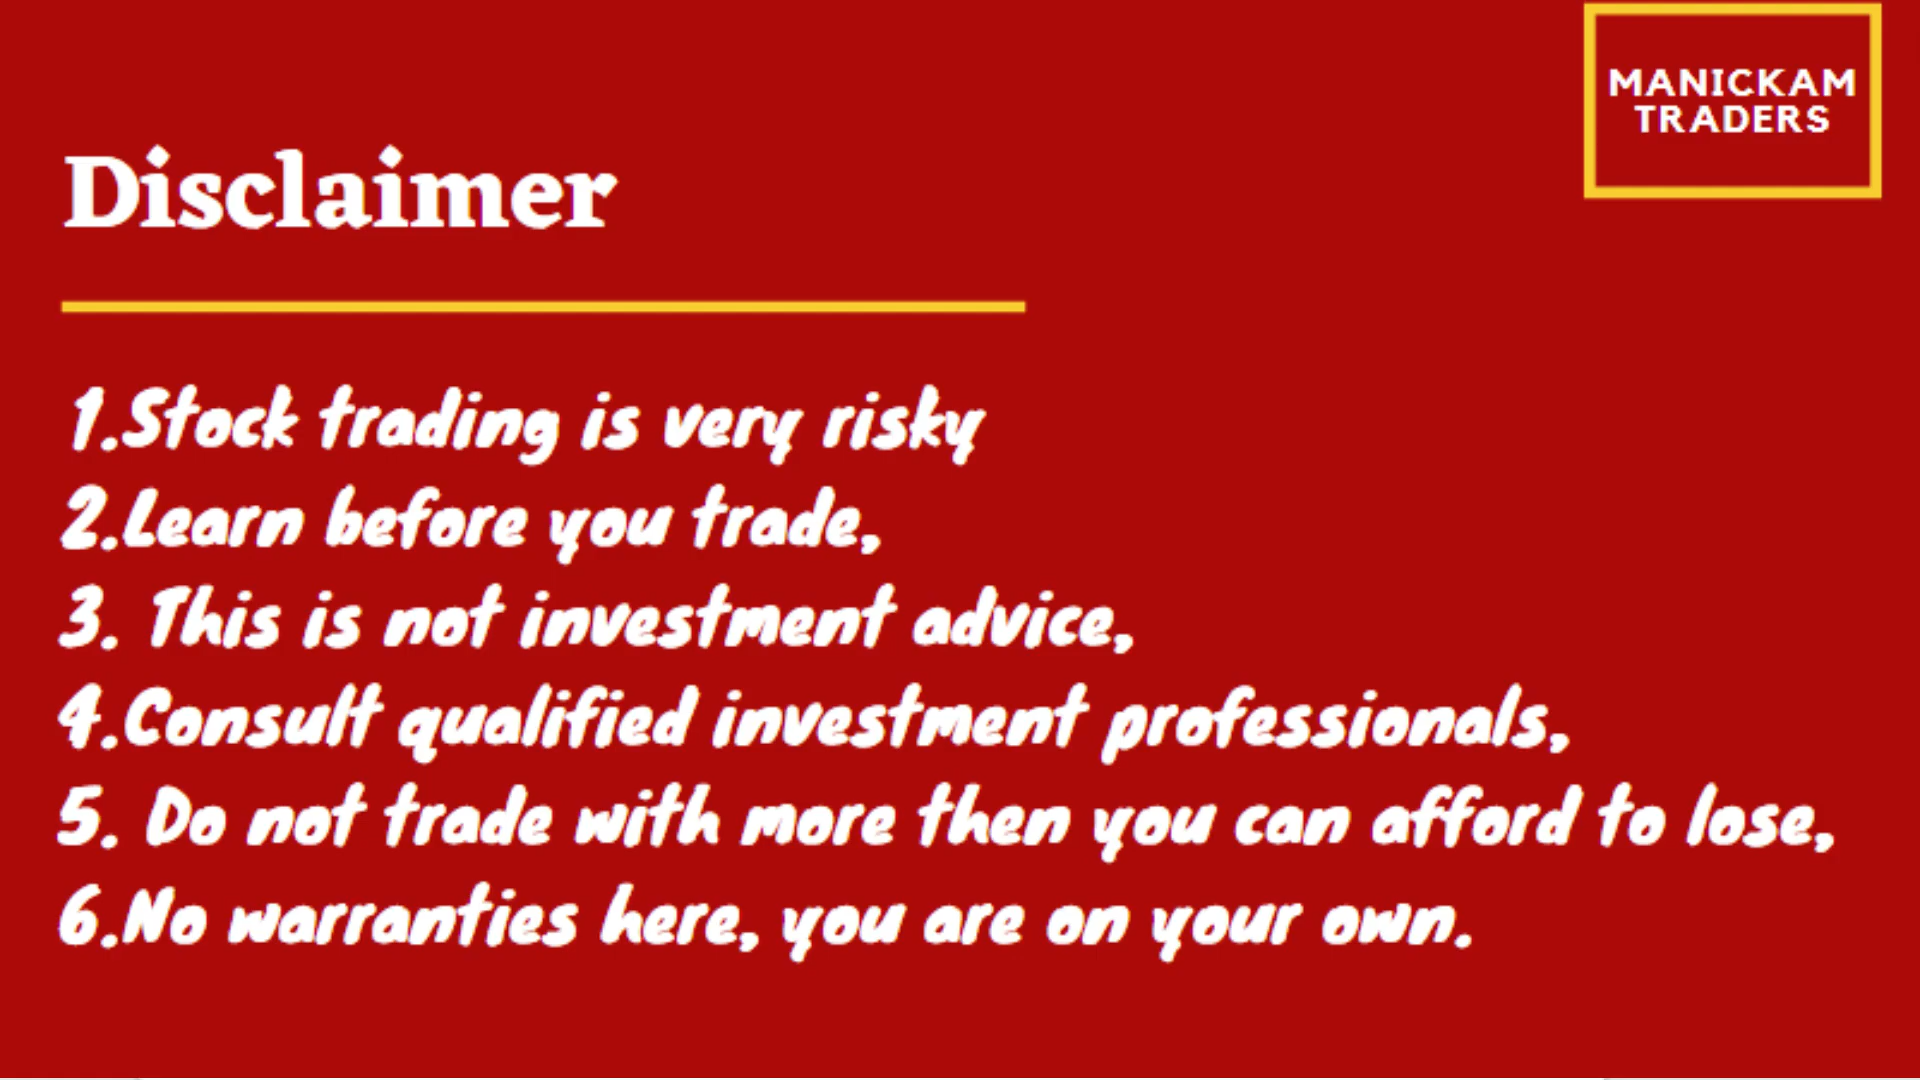 MANICKAM
TRADERS
Disclaimer
1.Stock trading is very risky
2.Learn before you trade,
3. This is not investment advice,
4.Consult qualified investment professionals,
5. Do not trade with more then you can afford to lose,
6.No warranties here, you are on your own.